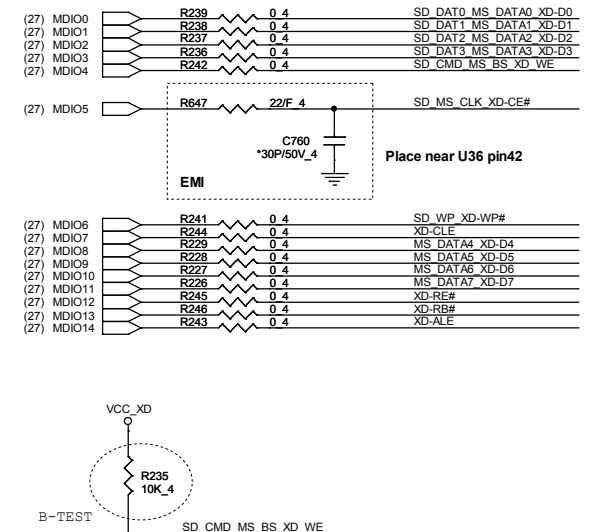 (27) MDIO0 R239 0_4 SD_DAT0_MS_DATA0_XD-D0
(27) MDIO1 R238 0_4 SD_DAT1_MS_DATA1_XD-D1
(27) MDIO2 R237 0_4 SD_DAT2_MS_DATA2_XD-D2
(27) MDIO3 R236 0_4 SD_DAT3_MS_DATA3_XD-D3
(27) MDIO4 R242 0_4 SD_CMD_MS_BS_XD_WE
(27) MDIO5 R647 22/F_4 SD_MS_CLK_XD-CE#
C760
*30P/50V_4
Place near U36 pin42
EMI
(27) MDIO6 R241 0_4 SD_WP_XD-WP#
(27) MDIO7 R244 0_4 XD-CLE
(27) MDIO8 R229 0_4 MS_DATA4_XD-D4
(27) MDIO9 R228 0_4 MS_DATA5_XD-D5
(27) MDIO10 R227 0_4 MS_DATA6_XD-D6
(27) MDIO11 R226 0_4 MS_DATA7_XD-D7
(27) MDIO12 R245 0_4 XD-RE#
(27) MDIO13 R246 0_4 XD-RB#
(27) MDIO14 R243 0_4 XD-ALE
VCC_XD
R235
10K_4
B-TEST
SD_CMD_MS_BS_XD_WE